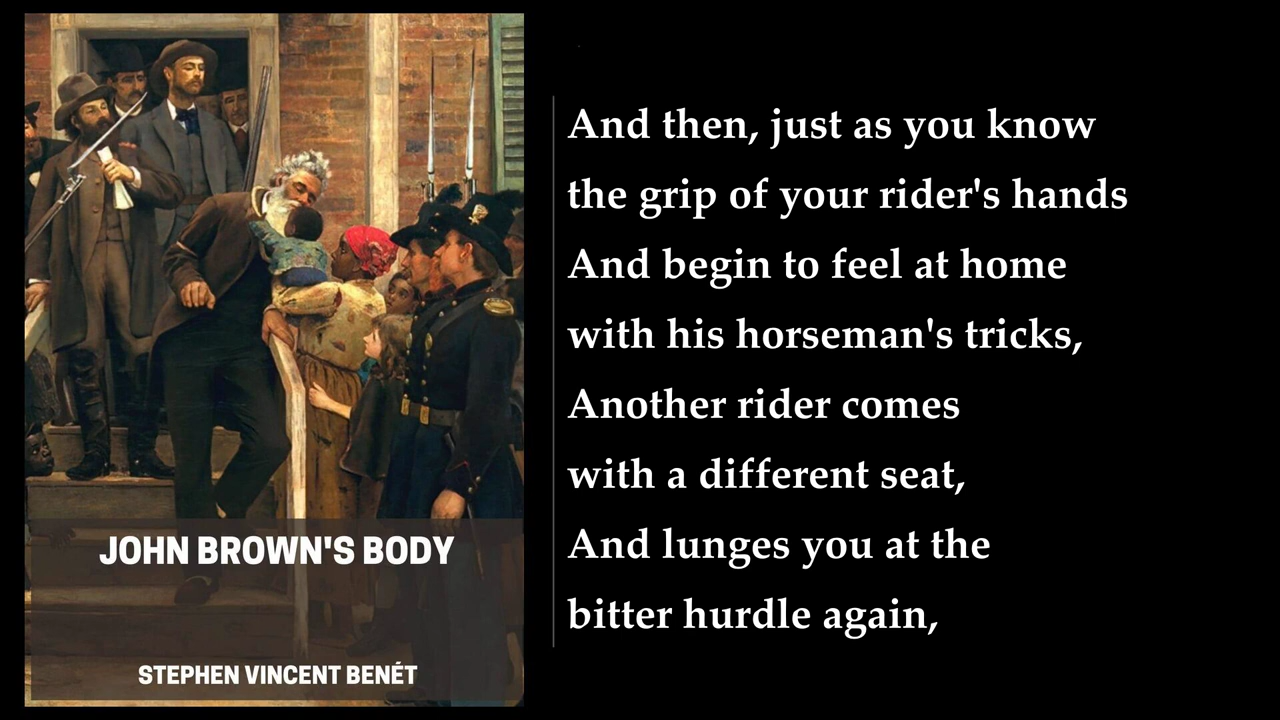 JOHN BROWN'S BODY
STEPHEN VINCENT BENÉT
And then, just as you know
the grip of your rider's hands
And begin to feel at home
with his horseman's tricks,
Another rider comes
with a different seat,
And lunges you at the
bitter hurdle again,